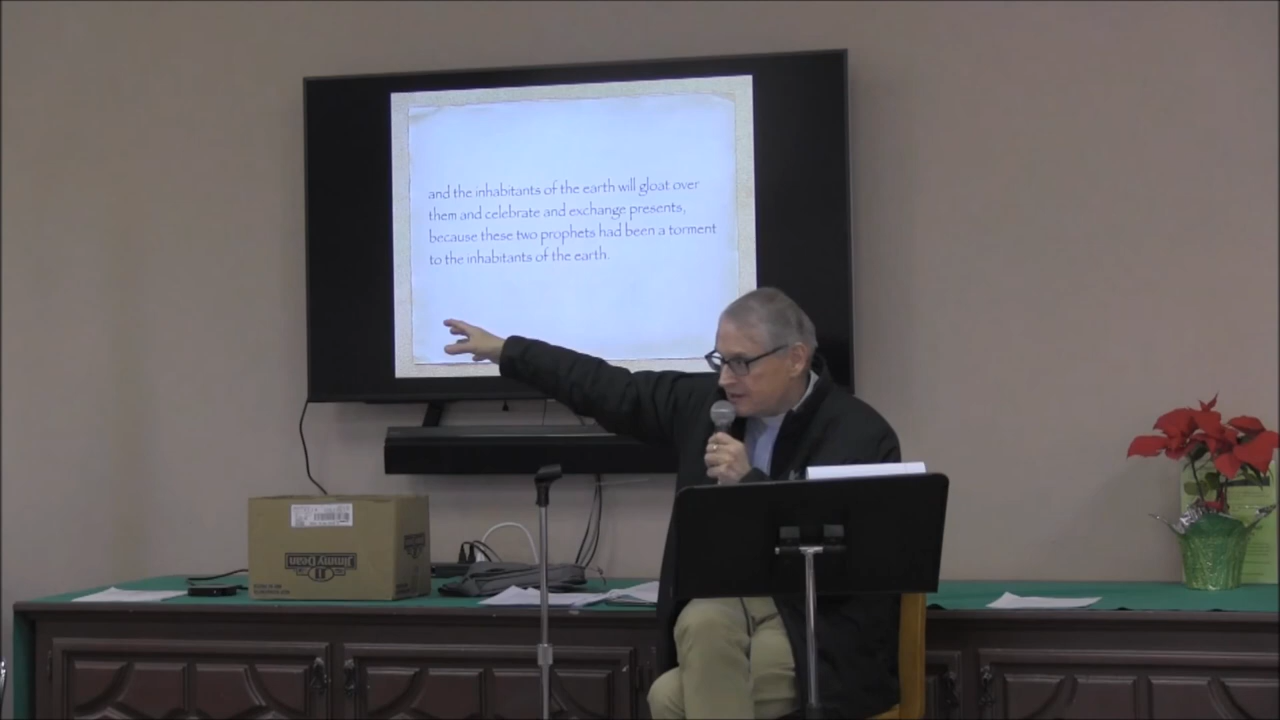 and the inhabitants of the earth will gloat over
them and celebrate and exchange presents,
because these two prophets had been a torment
to the inhabitants of the earth.
Jimmy Dean